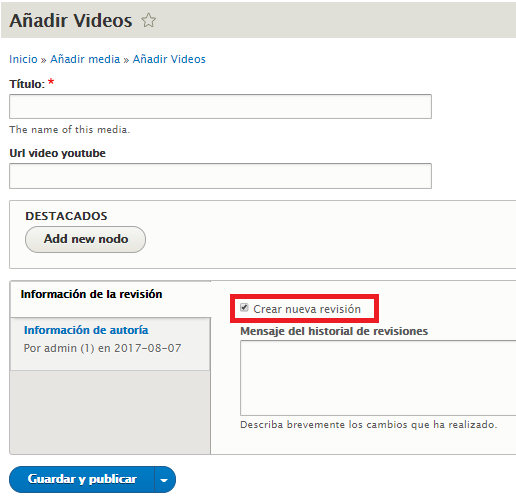 Añadir Videos
Inicio » Añadir media » Añadir Videos
Título: *
The name of this media.
Url video youtube
DESTACADOS
Add new nodo
Información de la revisión
Información de autoría
Por admin (1) en 2017-08-07
Crear nueva revisión
Mensaje del historial de revisiones
Describa brevemente los cambios que ha realizado.
Guardar y publicar